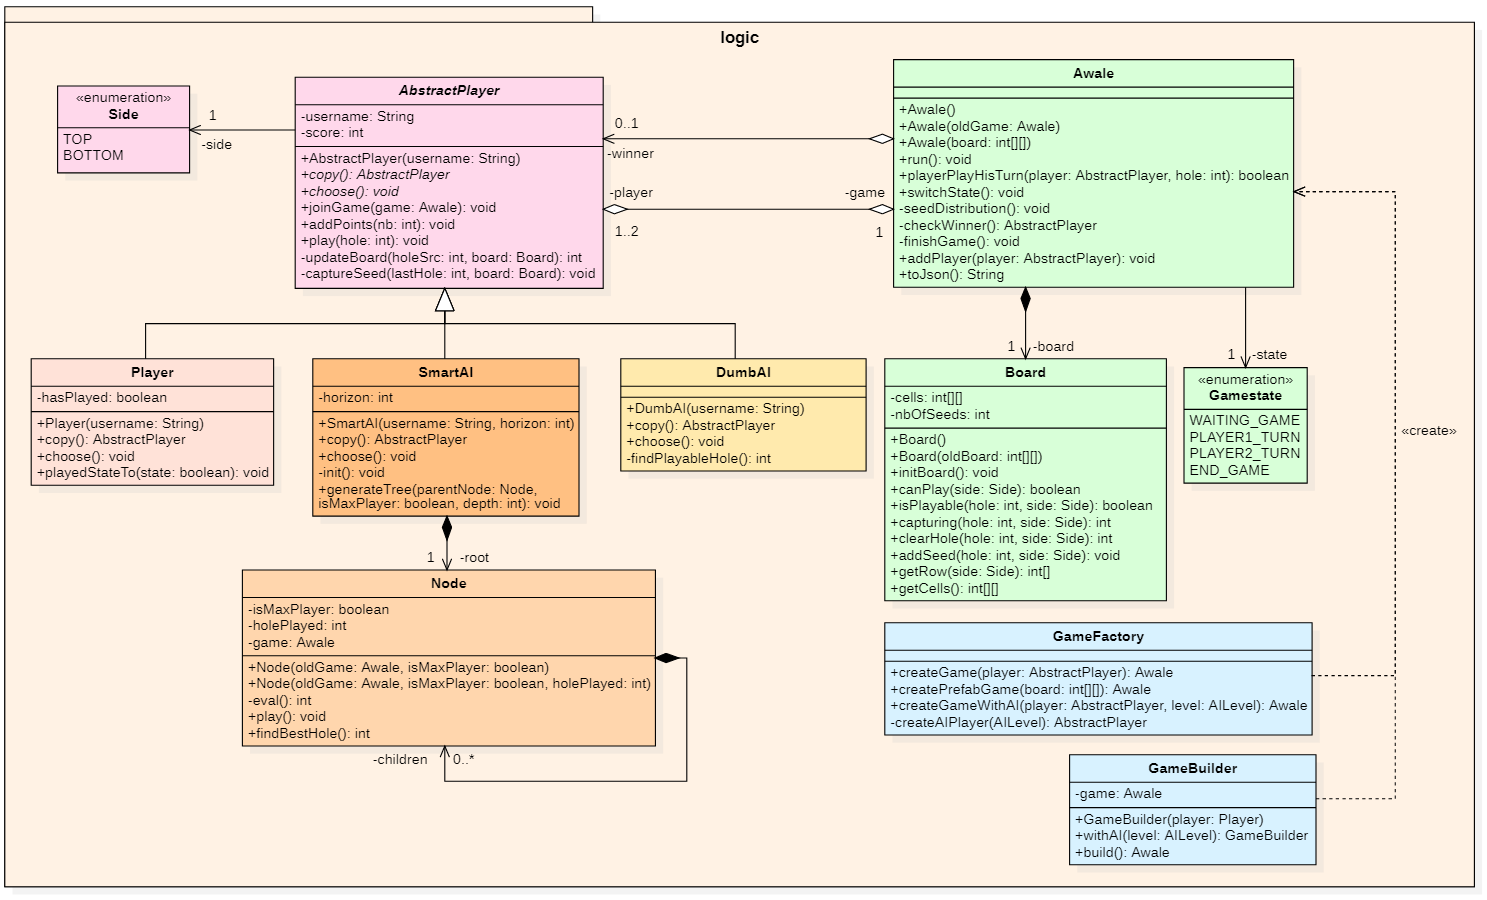 logic
«enumeration»
Side
TOP
BOTTOM
1
-side
AbstractPlayer
-username: String
-score: int
+AbstractPlayer(username: String)
+copy(): AbstractPlayer
+choose(): void
+joinGame(game: Awale): void
+addPoints(nb: int): void
+play(hole: int): void
-updateBoard(holeSrc: int, board: Board): int
-captureSeed(lastHole: int, board: Board): void
0..1
-winner
-player
1..2
-game
1
Awale
+Awale()
+Awale(oldGame: Awale)
+Awale(board: int[][])
+run(): void
+playerPlayHisTurn(player: AbstractPlayer, hole: int): boolean
+switchState(): void
-seedDistribution(): void
-checkWinner(): AbstractPlayer
-finishGame(): void
+addPlayer(player: AbstractPlayer): void
+toJson(): String
Player
-hasPlayed: boolean
+Player(username: String)
+copy(): AbstractPlayer
+choose(): void
+playedStateTo(state: boolean): void
SmartAI
-horizon: int
+SmartAI(username: String, horizon: int)
+copy(): AbstractPlayer
+choose(): void
-init(): void
+generateTree(parentNode: Node,
isMaxPlayer: boolean, depth: int): void
DumbAI
+DumbAI(username: String)
+copy(): AbstractPlayer
+choose(): void
-findPlayableHole(): int
1
-board
Board
-cells: int[][]
-nbOfSeeds: int
+Board()
+Board(oldBoard: int[][])
+initBoard(): void
+canPlay(side: Side): boolean
+isPlayable(hole: int, side: Side): boolean
+capturing(hole: int, side: Side): int
+clearHole(hole: int, side: Side): int
+addSeed(hole: int, side: Side): void
+getRow(side: Side): int[]
+getCells(): int[][]
1
-state
«enumeration»
Gamestate
WAITING_GAME
PLAYER1_TURN
PLAYER2_TURN
END_GAME
«create»
1
-root
Node
-isMaxPlayer: boolean
-holePlayed: int
-game: Awale
+Node(oldGame: Awale, isMaxPlayer: boolean)
+Node(oldGame: Awale, isMaxPlayer: boolean, holePlayed: int)
-eval(): int
+play(): void
+findBestHole(): int
-children
0..*
GameFactory
+createGame(player: AbstractPlayer): Awale
+createPrefabGame(board: int[][]): Awale
+createGameWithAI(player: AbstractPlayer, level: AILevel): Awale
-createAIPlayer(AILevel): AbstractPlayer
GameBuilder
-game: Awale
+GameBuilder(player: Player)
+withAI(level: AILevel): GameBuilder
+build(): Awale